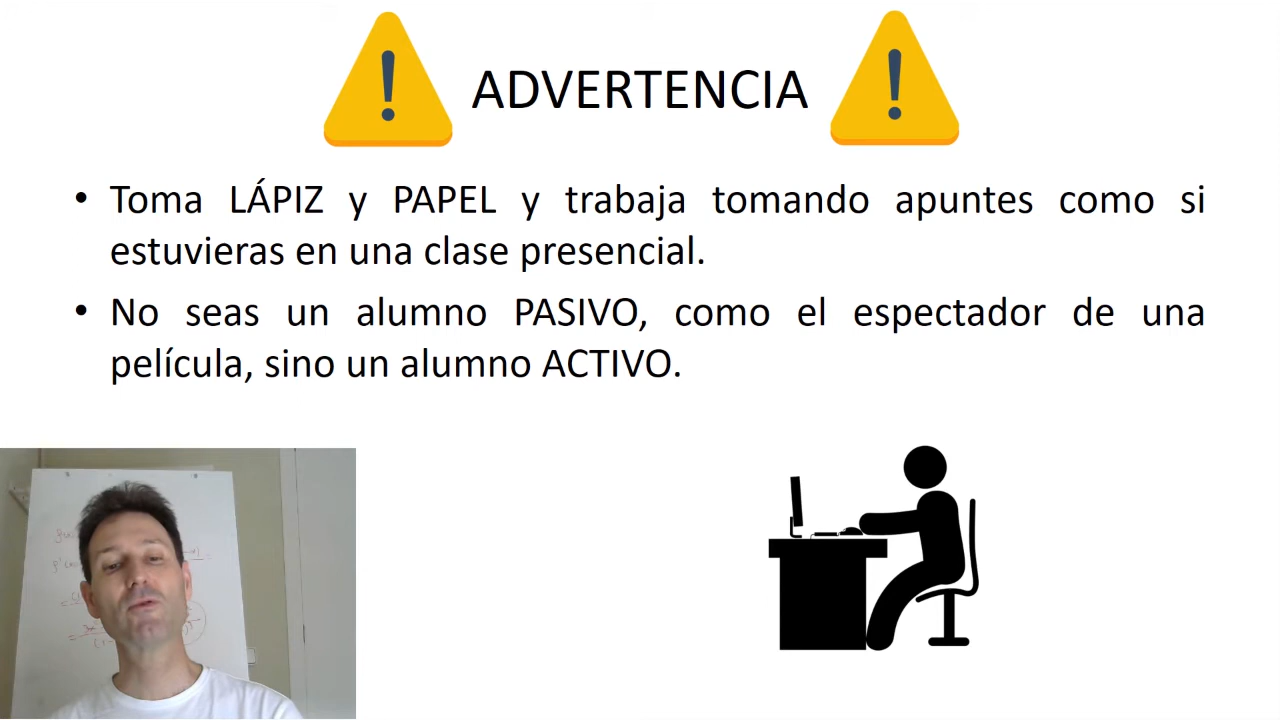 ADVERTENCIA
• Toma LÁPIZ y PAPEL y trabaja tomando apuntes como si
estuvieras en una clase presencial.
• No seas un alumno PASIVO, como el espectador de una
película, sino un alumno ACTIVO.